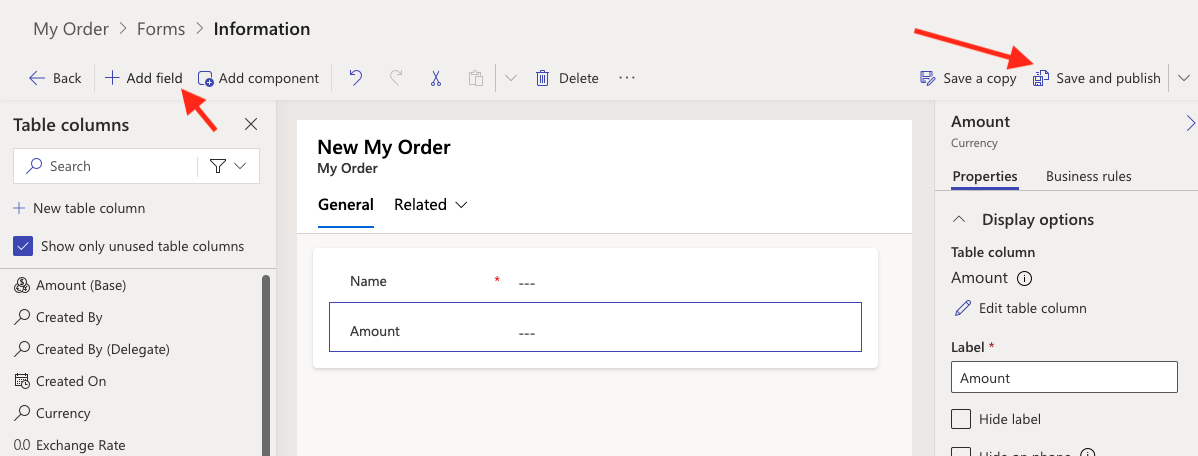 My Order > Forms > Information
Back
Add field
Add component
Delete
...
Save a copy
Save and publish
Table columns
Search
New table column
Show only unused table columns
Amount (Base)
Created By
Created By (Delegate)
Created On
Currency
0.0 Exchange Rate
New My Order
My Order
General
Related
Name * ---
Amount ---
Amount
Currency
Properties
Business rules
Display options
Table column
Amount
Edit table column
Label *
Amount
Hide label
Hide on phone